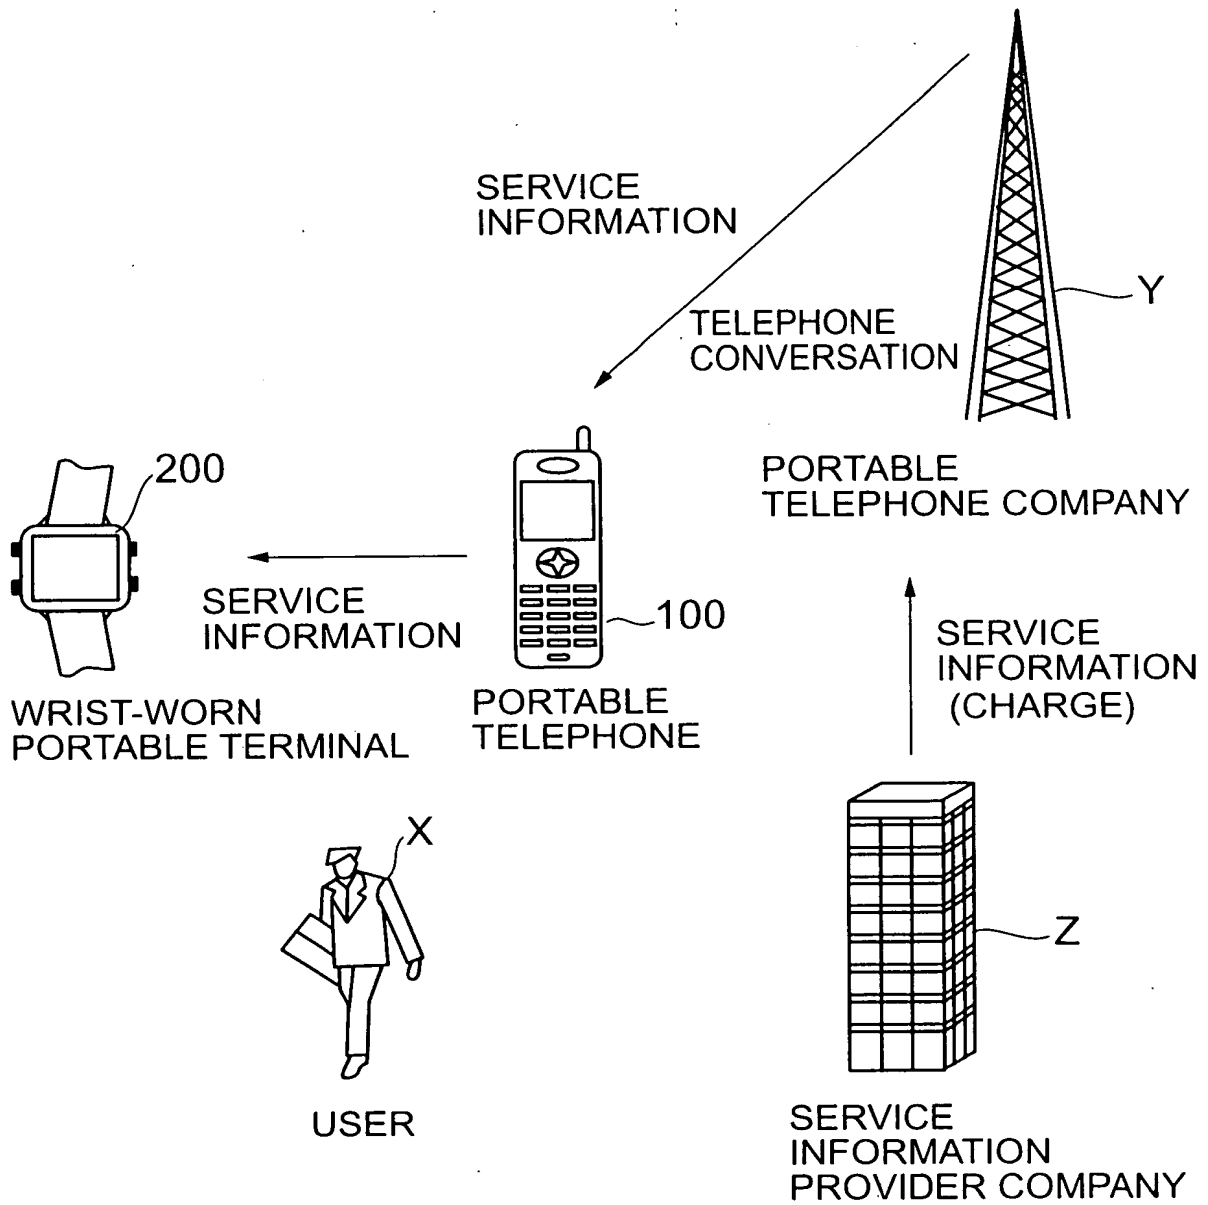 SERVICE
INFORMATION
Y
TELEPHONE
CONVERSATION
PORTABLE
TELEPHONE COMPANY
200
SERVICE
INFORMATION
100
WRIST-WORN
PORTABLE TERMINAL
PORTABLE
TELEPHONE
SERVICE
INFORMATION
(CHARGE)
X
USER
Z
SERVICE
INFORMATION
PROVIDER COMPANY